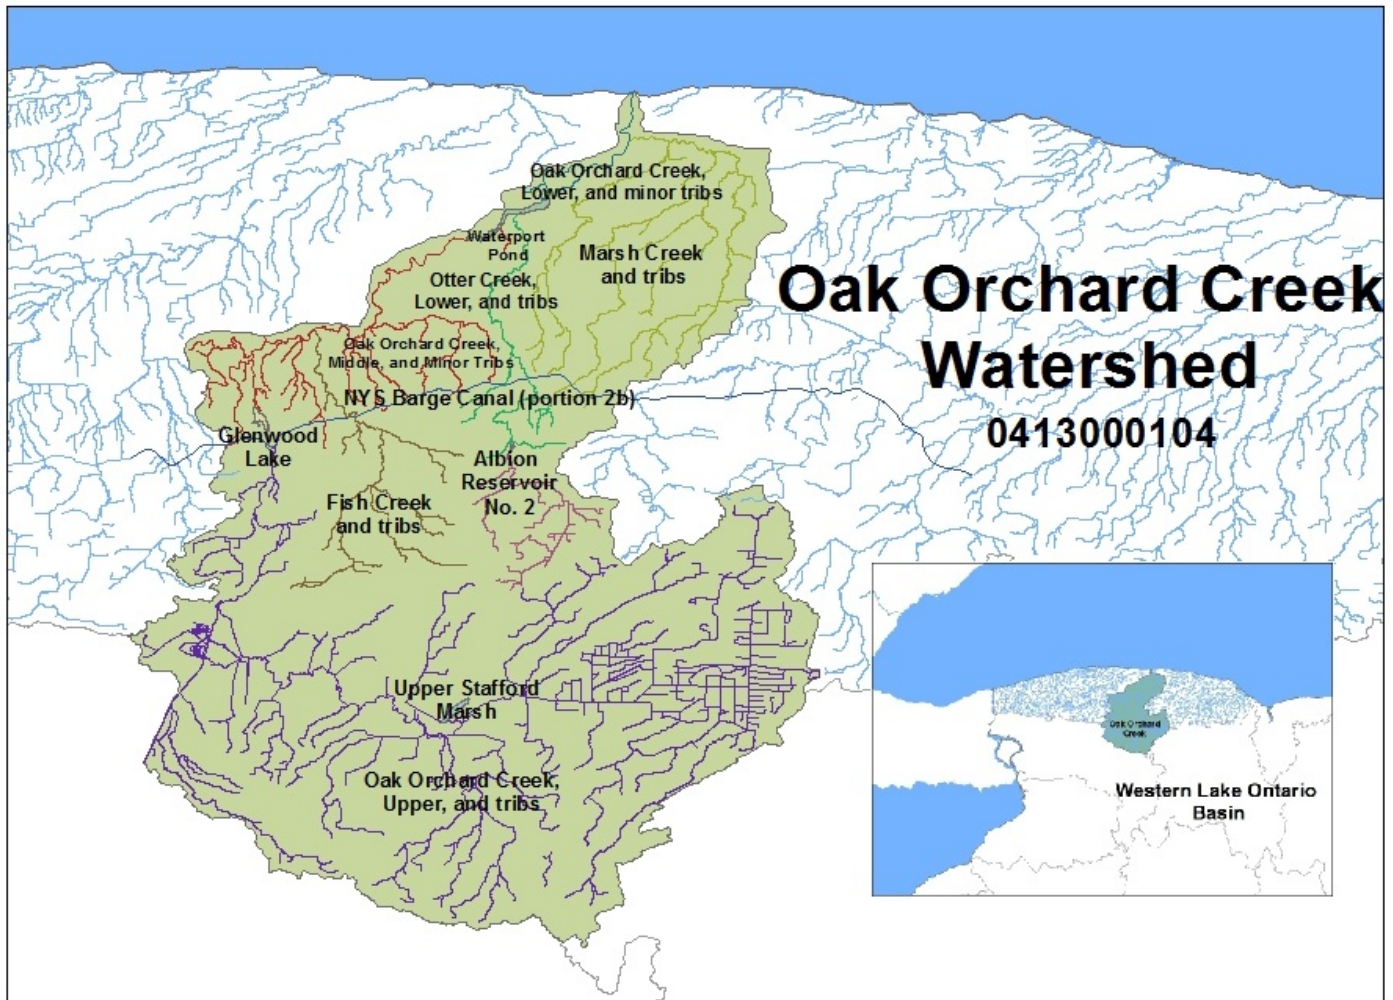 Oak Orchard Creek,
Lower, and minor tribs
Waterport
Pond
Marsh Creek
and tribs
Otter Creek,
Lower, and tribs
Oak Orchard Creek
Watershed
0413000104
Oak Orchard Creek,
Middle, and Minor Tribs
NYS Barge Canal (portion 2b)
Glenwood
Lake
Albion
Reservoir
No. 2
Fish Creek
and tribs
Upper Stafford
Marsh
Oak Orchard Creek,
Upper, and tribs
Oak Orchard
Creek
Western Lake Ontario
Basin